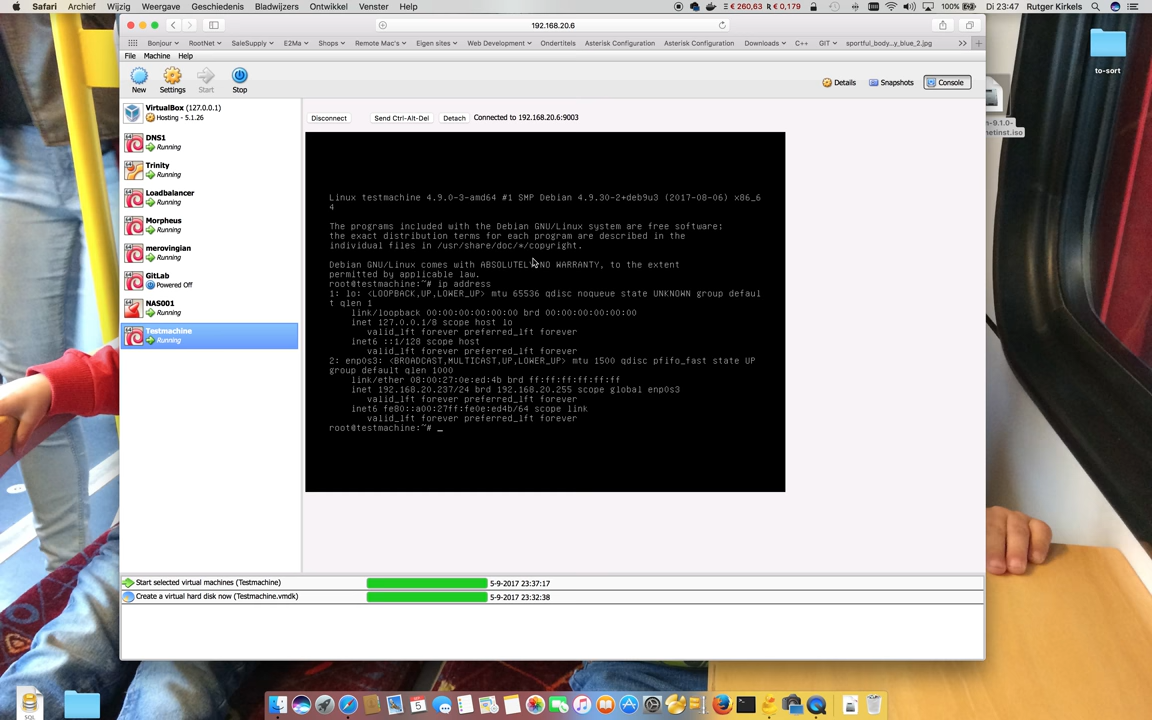 Safari Archief Wijzig Weergave Geschiedenis Bladwijzers Ontwikkel Venster Help
Ξ € 260,63 Ʀ € 0,179 100% Di 23:47 Rutger Kirkels
192.168.20.6
Bonjour RootNet SaleSupply E2Ma Shops Remote Mac's Eigen sites Web Development Ondertitels Asterisk Configuration Asterisk Configuration Downloads C++ GIT sportful_body...y_blue_2.jpg
File Machine Help
New Settings Start Stop
Details Snapshots Console
to-sort
n-9.1.0-
netinst.iso
VirtualBox (127.0.0.1)
Hosting - 5.1.26
DNS1
Running
Trinity
Running
Loadbalancer
Running
Morpheus
Running
merovingian
Running
GitLab
Powered Off
NAS001
Running
Testmachine
Running
Disconnect Send Ctrl-Alt-Del Detach Connected to 192.168.20.6:9003
Linux testmachine 4.9.0-3-amd64 #1 SMP Debian 4.9.30-2+deb9u3 (2017-08-06) x86_6
4
The programs included with the Debian GNU/Linux system are free software;
the exact distribution terms for each program are described in the
individual files in /usr/share/doc/*/copyright.
Debian GNU/Linux comes with ABSOLUTELY NO WARRANTY, to the extent
permitted by applicable law.
root@testmachine:~# ip address
1: lo: <LOOPBACK,UP,LOWER_UP> mtu 65536 qdisc noqueue state UNKNOWN group defaul
t qlen 1
link/loopback 00:00:00:00:00:00 brd 00:00:00:00:00:00
inet 127.0.0.1/8 scope host lo
valid_lft forever preferred_lft forever
inet6 ::1/128 scope host
valid_lft forever preferred_lft forever
2: enp0s3: <BROADCAST,MULTICAST,UP,LOWER_UP> mtu 1500 qdisc pfifo_fast state UP
group default qlen 1000
link/ether 08:00:27:0e:ed:4b brd ff:ff:ff:ff:ff:ff
inet 192.168.20.237/24 brd 192.168.20.255 scope global enp0s3
valid_lft forever preferred_lft forever
inet6 fe80::a00:27ff:fe0e:ed4b/64 scope link
valid_lft forever preferred_lft forever
root@testmachine:~# _
Start selected virtual machines (Testmachine) 5-9-2017 23:37:17
Create a virtual hard disk now (Testmachine.vmdk) 5-9-2017 23:32:38
SQL
5